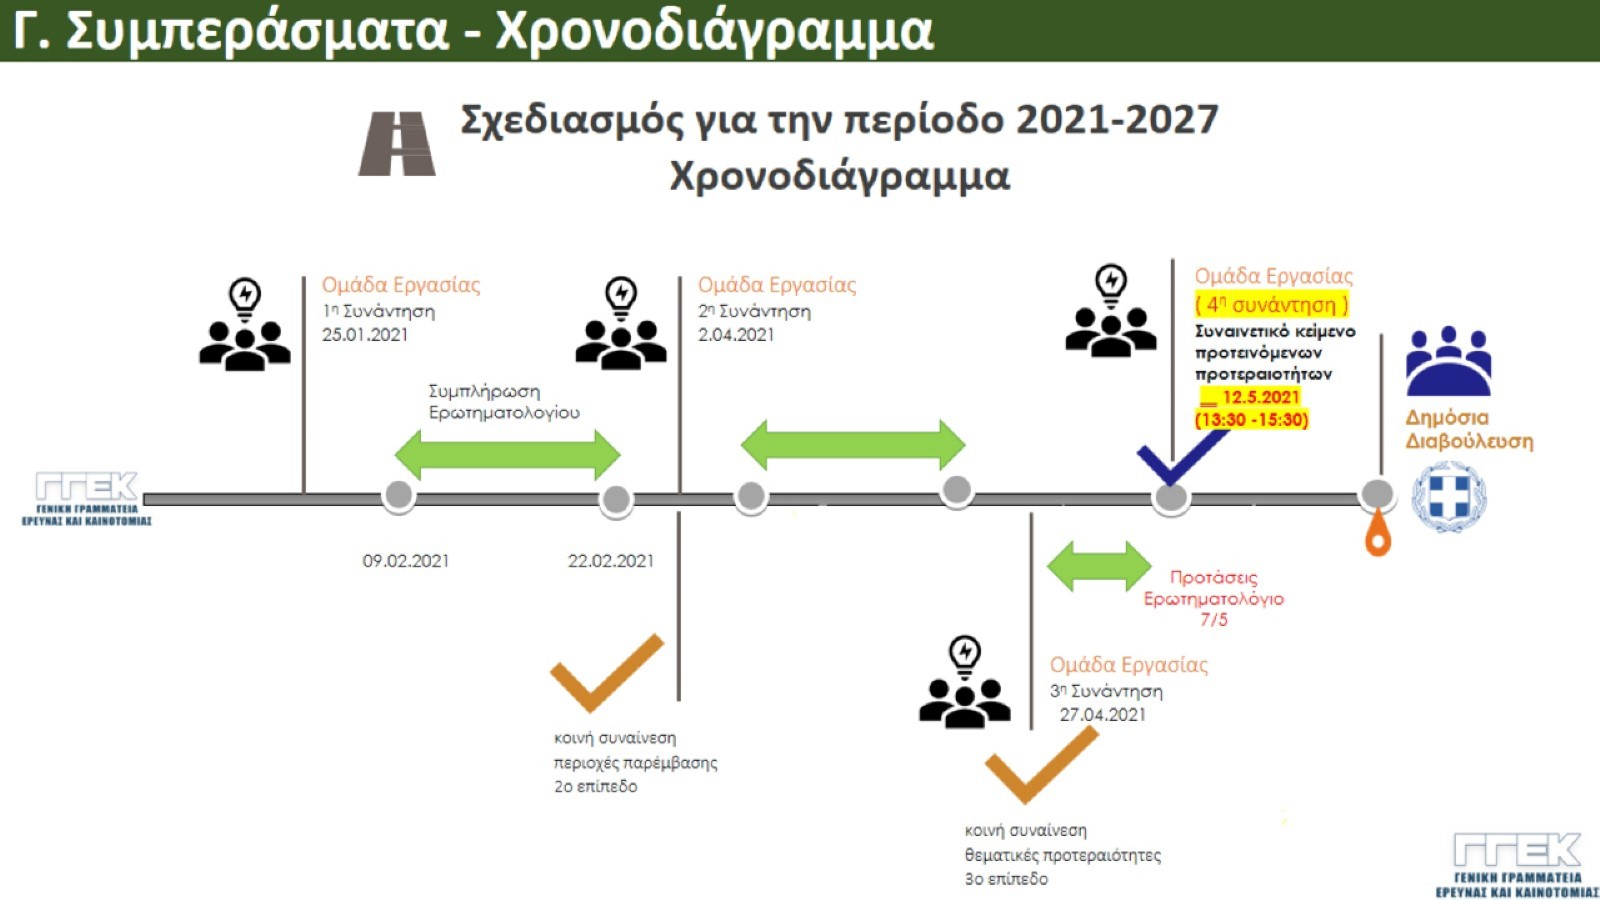 Γ. Συμπεράσματα - Χρονοδιάγραμμα
Σχεδιασμός για την περίοδο 2021-2027
Χρονοδιάγραμμα
Ομάδα Εργασίας
1η Συνάντηση
25.01.2021
Ομάδα Εργασίας
2η Συνάντηση
2.04.2021
Ομάδα Εργασίας
( 4η συνάντηση )
Συναινετικό κείμενο
προτεινόμενων
προτεραιοτήτων
__ 12.5.2021
(13:30 -15:30)
Δημόσια
Διαβούλευση
Συμπλήρωση
Ερωτηματολογίου
ΓΓΕΚ
ΓΕΝΙΚΗ ΓΡΑΜΜΑΤΕΙΑ
ΕΡΕΥΝΑΣ ΚΑΙ ΚΑΙΝΟΤΟΜΙΑΣ
09.02.2021
22.02.2021
Προτάσεις
Ερωτηματολόγιο
7/5
Ομάδα Εργασίας
3η Συνάντηση
27.04.2021
κοινή συναίνεση
περιοχές παρέμβασης
2ο επίπεδο
κοινή συναίνεση
θεματικές προτεραιότητες
3ο επίπεδο
ΓΓΕΚ
ΓΕΝΙΚΗ ΓΡΑΜΜΑΤΕΙΑ
ΕΡΕΥΝΑΣ ΚΑΙ ΚΑΙΝΟΤΟΜΙΑΣ